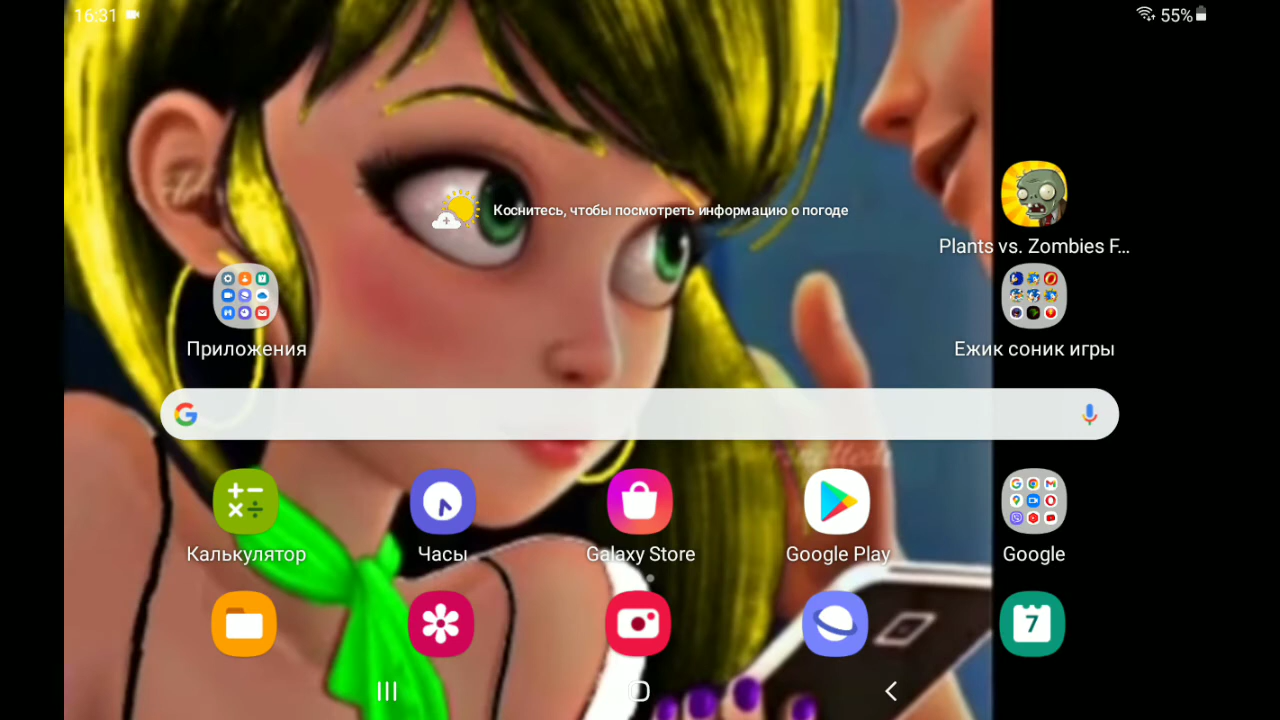 16:31
55%
Коснитесь, чтобы посмотреть информацию о погоде
Plants vs. Zombies F...
Приложения
Ежик соник игры
Калькулятор
Часы
Galaxy Store
Google Play
Google
7